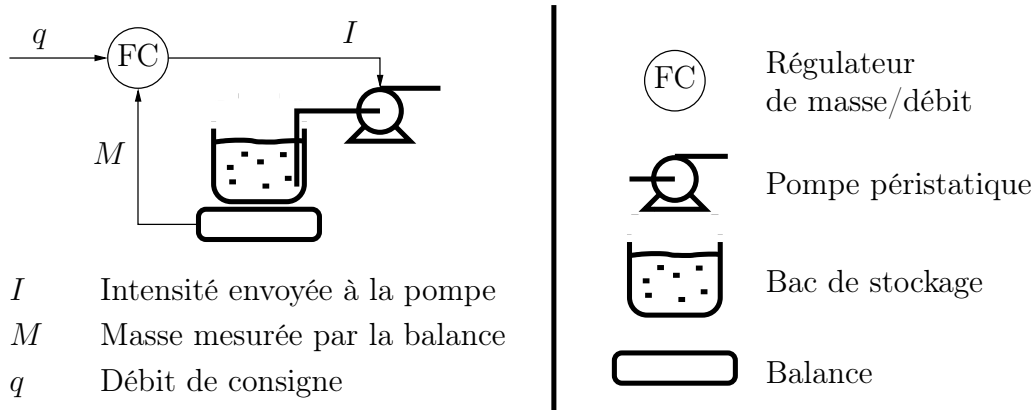 q
FC
I
M
I Intensité envoyée à la pompe
M Masse mesurée par la balance
q Débit de consigne
FC
Régulateur
de masse/débit
Pompe péristatique
Bac de stockage
Balance